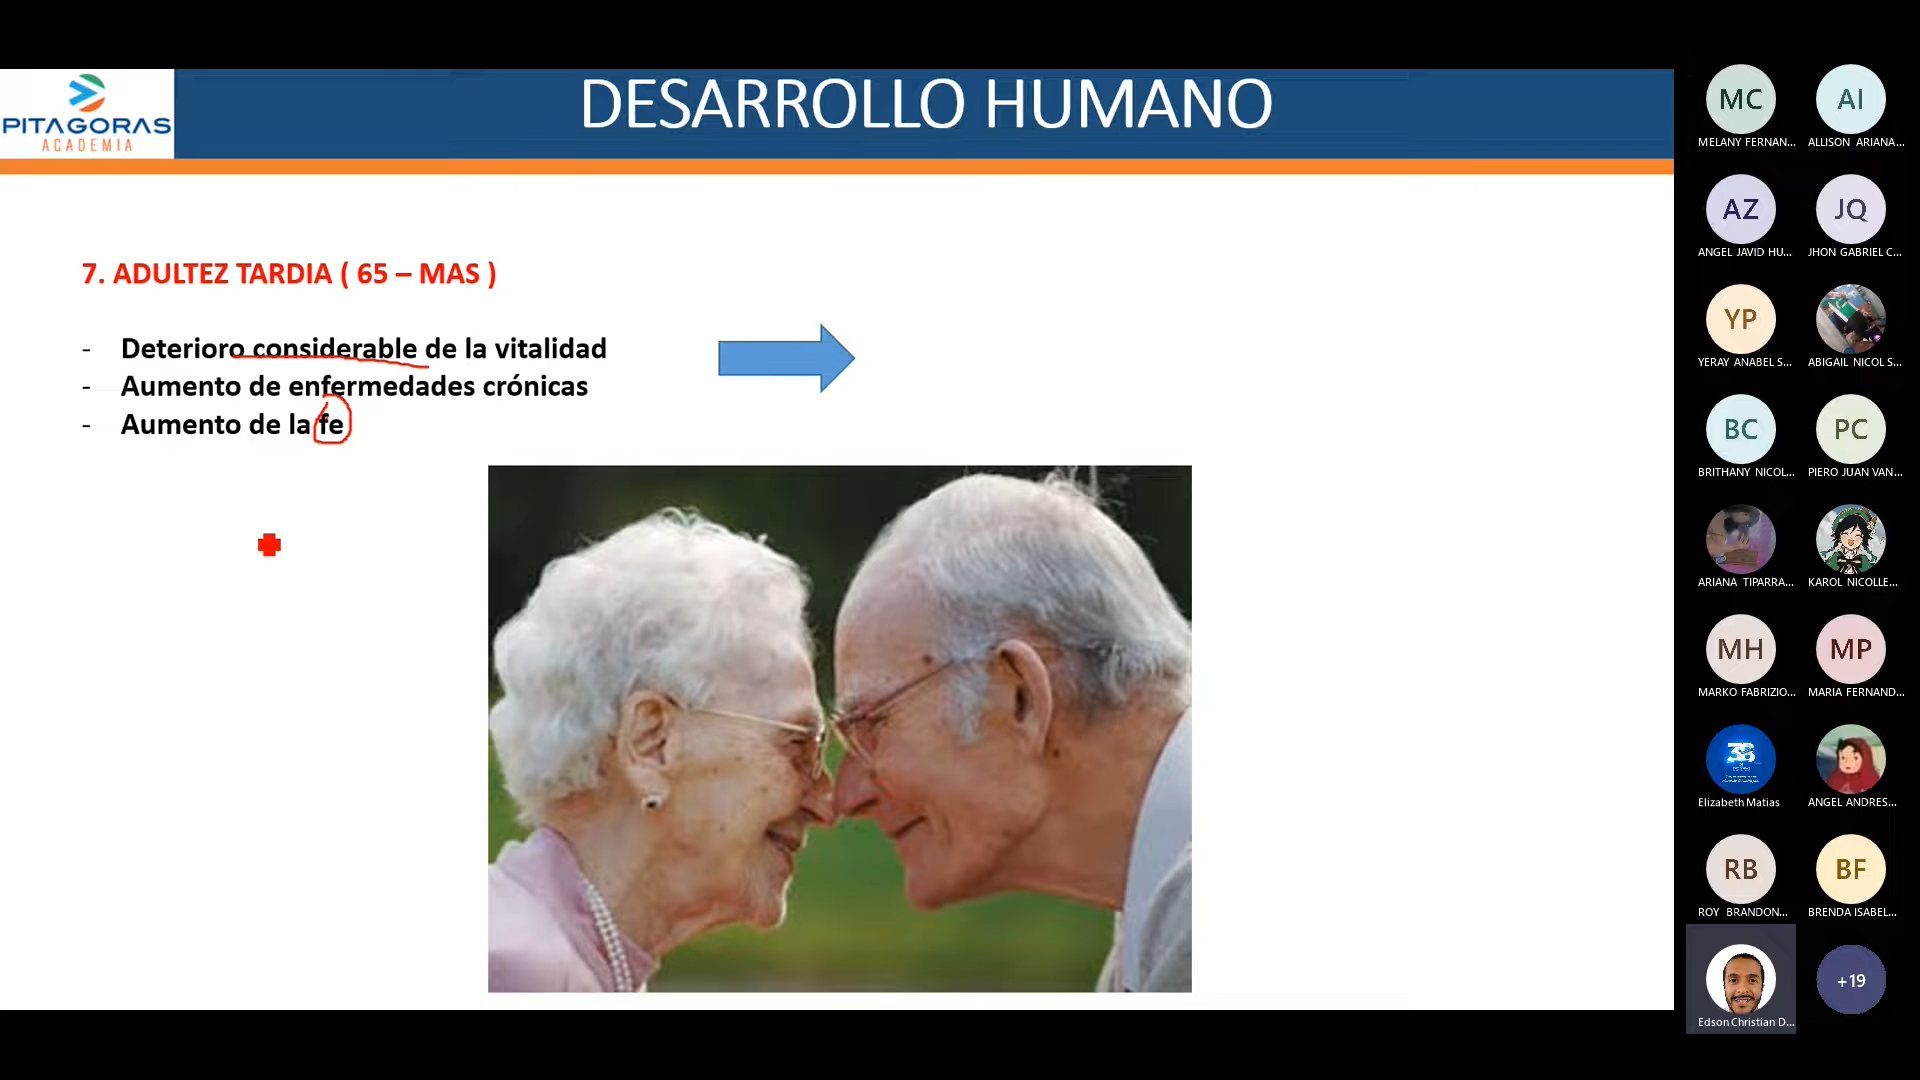 DESARROLLO HUMANO
PITAGORAS
ACADEMIA
7. ADULTEZ TARDIA ( 65 – MAS )
- Deterioro considerable de la vitalidad
- Aumento de enfermedades crónicas
- Aumento de la fe
MC AI
MELANY FERNAN... ALLISON ARIANA...
AZ JQ
ANGEL JAVID HU... JHON GABRIEL C...
YP
YERAY ANABEL S... ABIGAIL NICOL S...
BC PC
BRITHANY NICOL... PIERO JUAN VAN...
ARIANA TIPARRA... KAROL NICOLLE...
MH MP
MARKO FABRIZIO... MARIA FERNAND...
Elizabeth Matias ANGEL ANDRES...
RB BF
ROY BRANDON... BRENDA ISABEL...
+19
Edson Christian D...